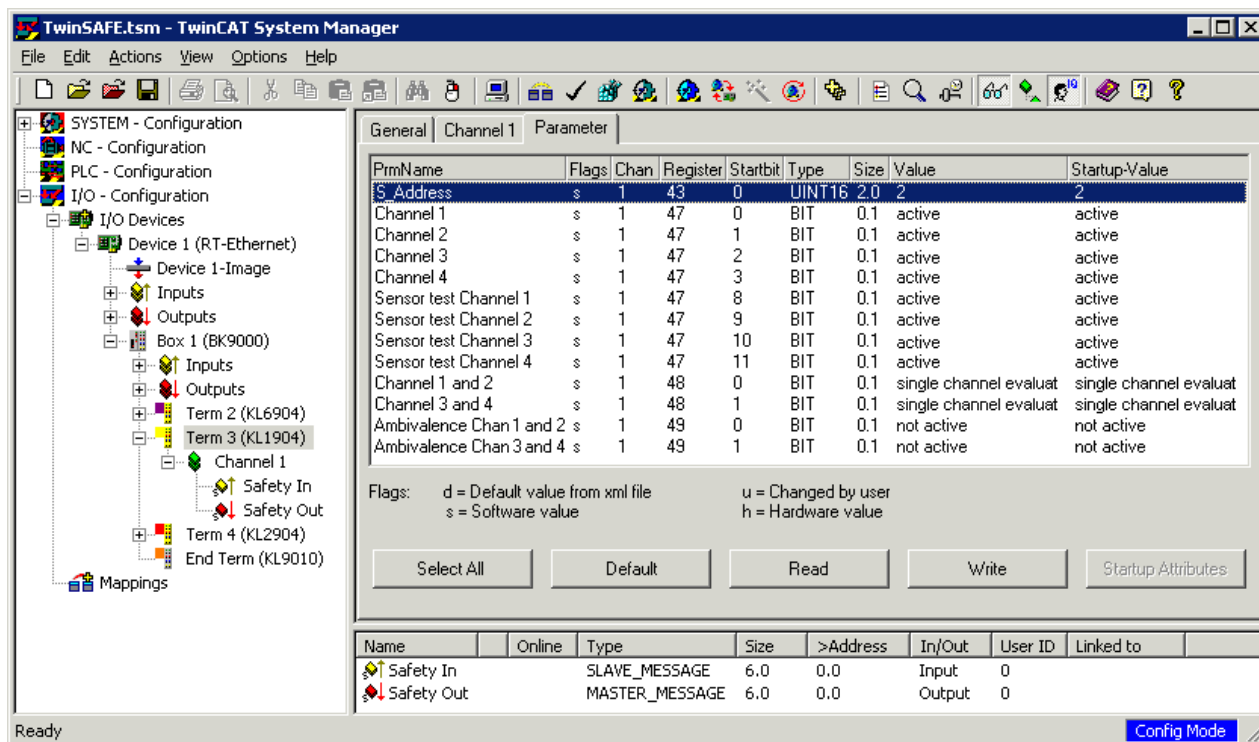 TwinSAFE.tsm - TwinCAT System Manager
File Edit Actions View Options Help
SYSTEM - Configuration
NC - Configuration
PLC - Configuration
I/O - Configuration
I/O Devices
Device 1 (RT-Ethernet)
Device 1-Image
Inputs
Outputs
Box 1 (BK9000)
Inputs
Outputs
Term 2 (KL6904)
Term 3 (KL1904)
Channel 1
Safety In
Safety Out
Term 4 (KL2904)
End Term (KL9010)
Mappings
General Channel 1 Parameter
PrmName Flags Chan Register Startbit Type Size Value Startup-Value
S_Address s 1 43 0 UINT16 2.0 2 2
Channel 1 s 1 47 0 BIT 0.1 active active
Channel 2 s 1 47 1 BIT 0.1 active active
Channel 3 s 1 47 2 BIT 0.1 active active
Channel 4 s 1 47 3 BIT 0.1 active active
Sensor test Channel 1 s 1 47 8 BIT 0.1 active active
Sensor test Channel 2 s 1 47 9 BIT 0.1 active active
Sensor test Channel 3 s 1 47 10 BIT 0.1 active active
Sensor test Channel 4 s 1 47 11 BIT 0.1 active active
Channel 1 and 2 s 1 48 0 BIT 0.1 single channel evaluat single channel evaluat
Channel 3 and 4 s 1 48 1 BIT 0.1 single channel evaluat single channel evaluat
Ambivalence Chan 1 and 2 s 1 49 0 BIT 0.1 not active not active
Ambivalence Chan 3 and 4 s 1 49 1 BIT 0.1 not active not active
Flags: d = Default value from xml file u = Changed by user
s = Software value h = Hardware value
Select All Default Read Write Startup Attributes
Name Online Type Size >Address In/Out User ID Linked to
Safety In SLAVE_MESSAGE 6.0 0.0 Input 0
Safety Out MASTER_MESSAGE 6.0 0.0 Output 0
Ready Config Mode